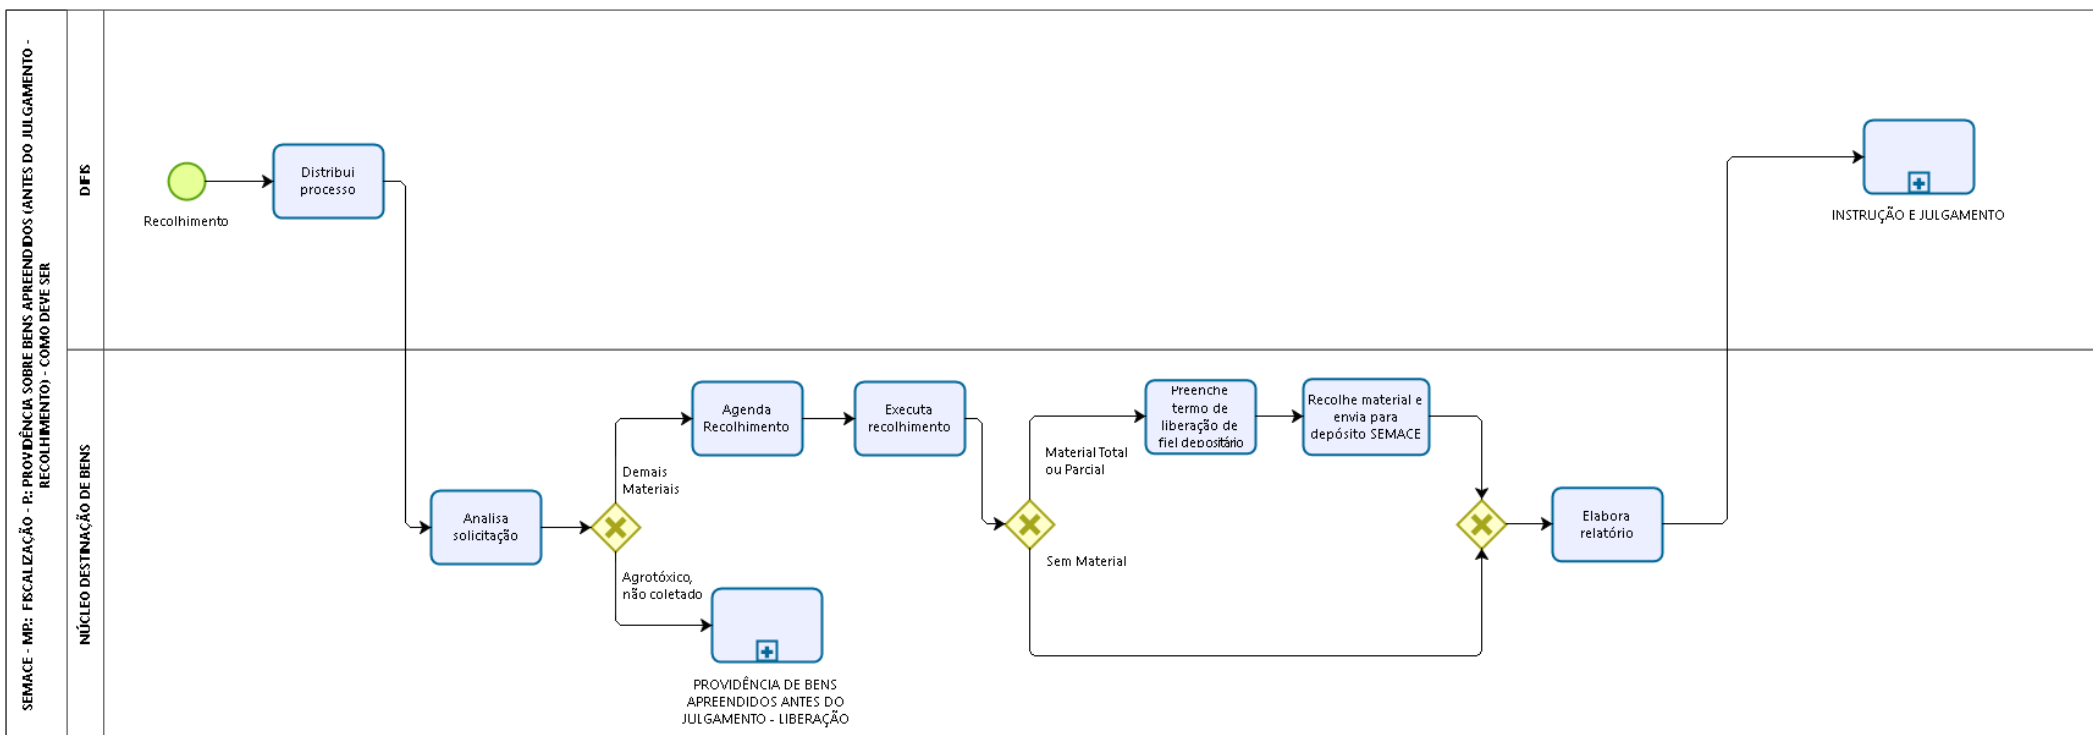 SEMACE - MP.: FISCALIZAÇÃO - P.: PROVIDÊNCIA SOBRE BENS APREENDIDOS (ANTES DO JULGAMENTO -
RECOLHIMENTO) - COMO DEVE SER
DIFIS
Recolhimento
Distribui
processo
INSTRUÇÃO E JULGAMENTO
NÚCLEO DESTINAÇÃO DE BENS
Analisa
solicitação
Demais
Materiais
Agrotóxico,
não coletado
Agenda
Recolhimento
Executa
recolhimento
PROVIDÊNCIA DE BENS
APREENDIDOS ANTES DO
JULGAMENTO - LIBERAÇÃO
Material Total
ou Parcial
Sem Material
Preenche
termo de
liberação de
fiel depositário
Recolhe material e
envia para
depósito SEMACE
Elabora
relatório